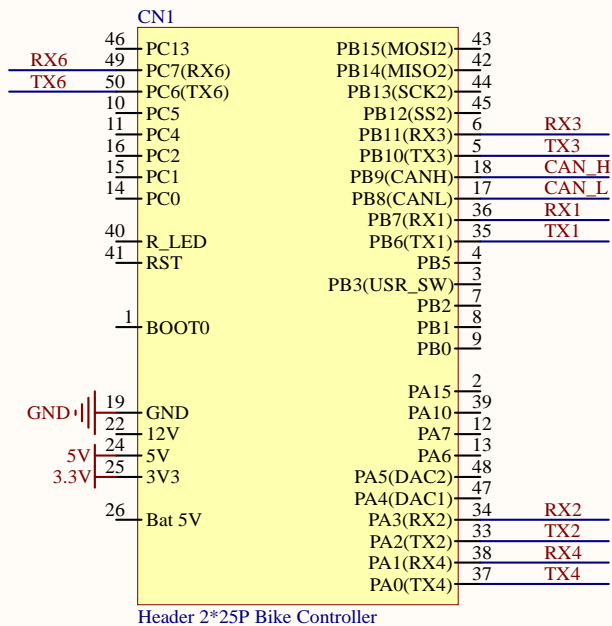 CN1
46 PC13 PB15(MOSI2) 43
RX6 49 PC7(RX6) PB14(MISO2) 42
TX6 50 PC6(TX6) PB13(SCK2) 44
10 PC5 PB12(SS2) 45
11 PC4 PB11(RX3) 6 RX3
16 PC2 PB10(TX3) 5 TX3
15 PC1 PB9(CANH) 18 CAN_H
14 PC0 PB8(CANL) 17 CAN_L
PB7(RX1) 36 RX1
40 R_LED PB6(TX1) 35 TX1
41 RST PB5 4
PB3(USR_SW) 3
PB2 7
1 BOOT0 PB1 8
PB0 9
PA15 2
GND 19 GND PA10 39
22 12V PA7 12
5V 24 5V PA6 13
3.3V 25 3V3 PA5(DAC2) 48
PA4(DAC1) 47
26 Bat 5V PA3(RX2) 34 RX2
PA2(TX2) 33 TX2
PA1(RX4) 38 RX4
PA0(TX4) 37 TX4
Header 2*25P Bike Controller